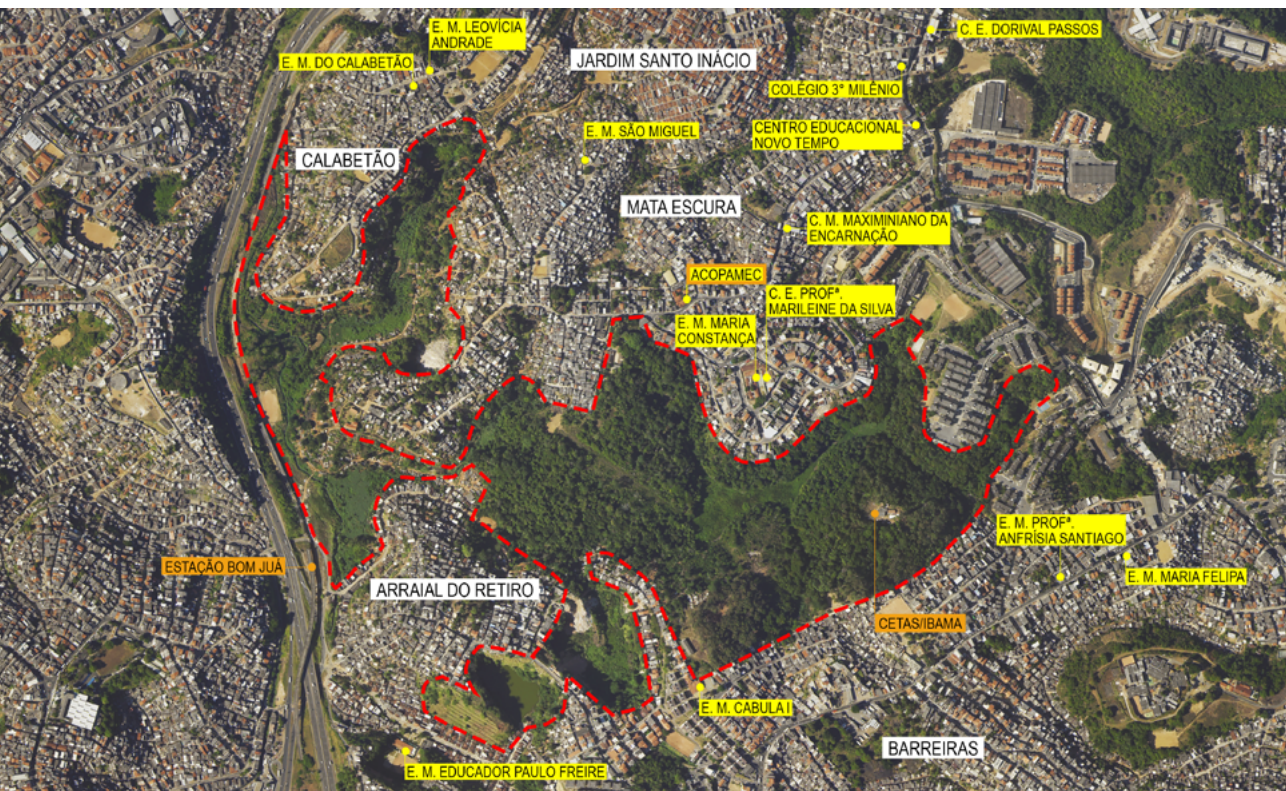 E. M. LEOVÍCIA
ANDRADE
C. E. DORIVAL PASSOS
E. M. DO CALABETÃO
JARDIM SANTO INÁCIO
COLÉGIO 3º MILÊNIO
CENTRO EDUCACIONAL
NOVO TEMPO
E. M. SÃO MIGUEL
CALABETÃO
MATA ESCURA
C. M. MAXIMINIANO DA
ENCARNAÇÃO
ACOPAMEC
C. E. PROFª.
MARILEINE DA SILVA
E. M. MARIA
CONSTANÇA
E. M. PROFª.
ANFRÍSIA SANTIAGO
ESTAÇÃO BOM JUÁ
E. M. MARIA FELIPA
ARRAIAL DO RETIRO
CETAS/IBAMA
E. M. CABULA I
BARREIRAS
E. M. EDUCADOR PAULO FREIRE